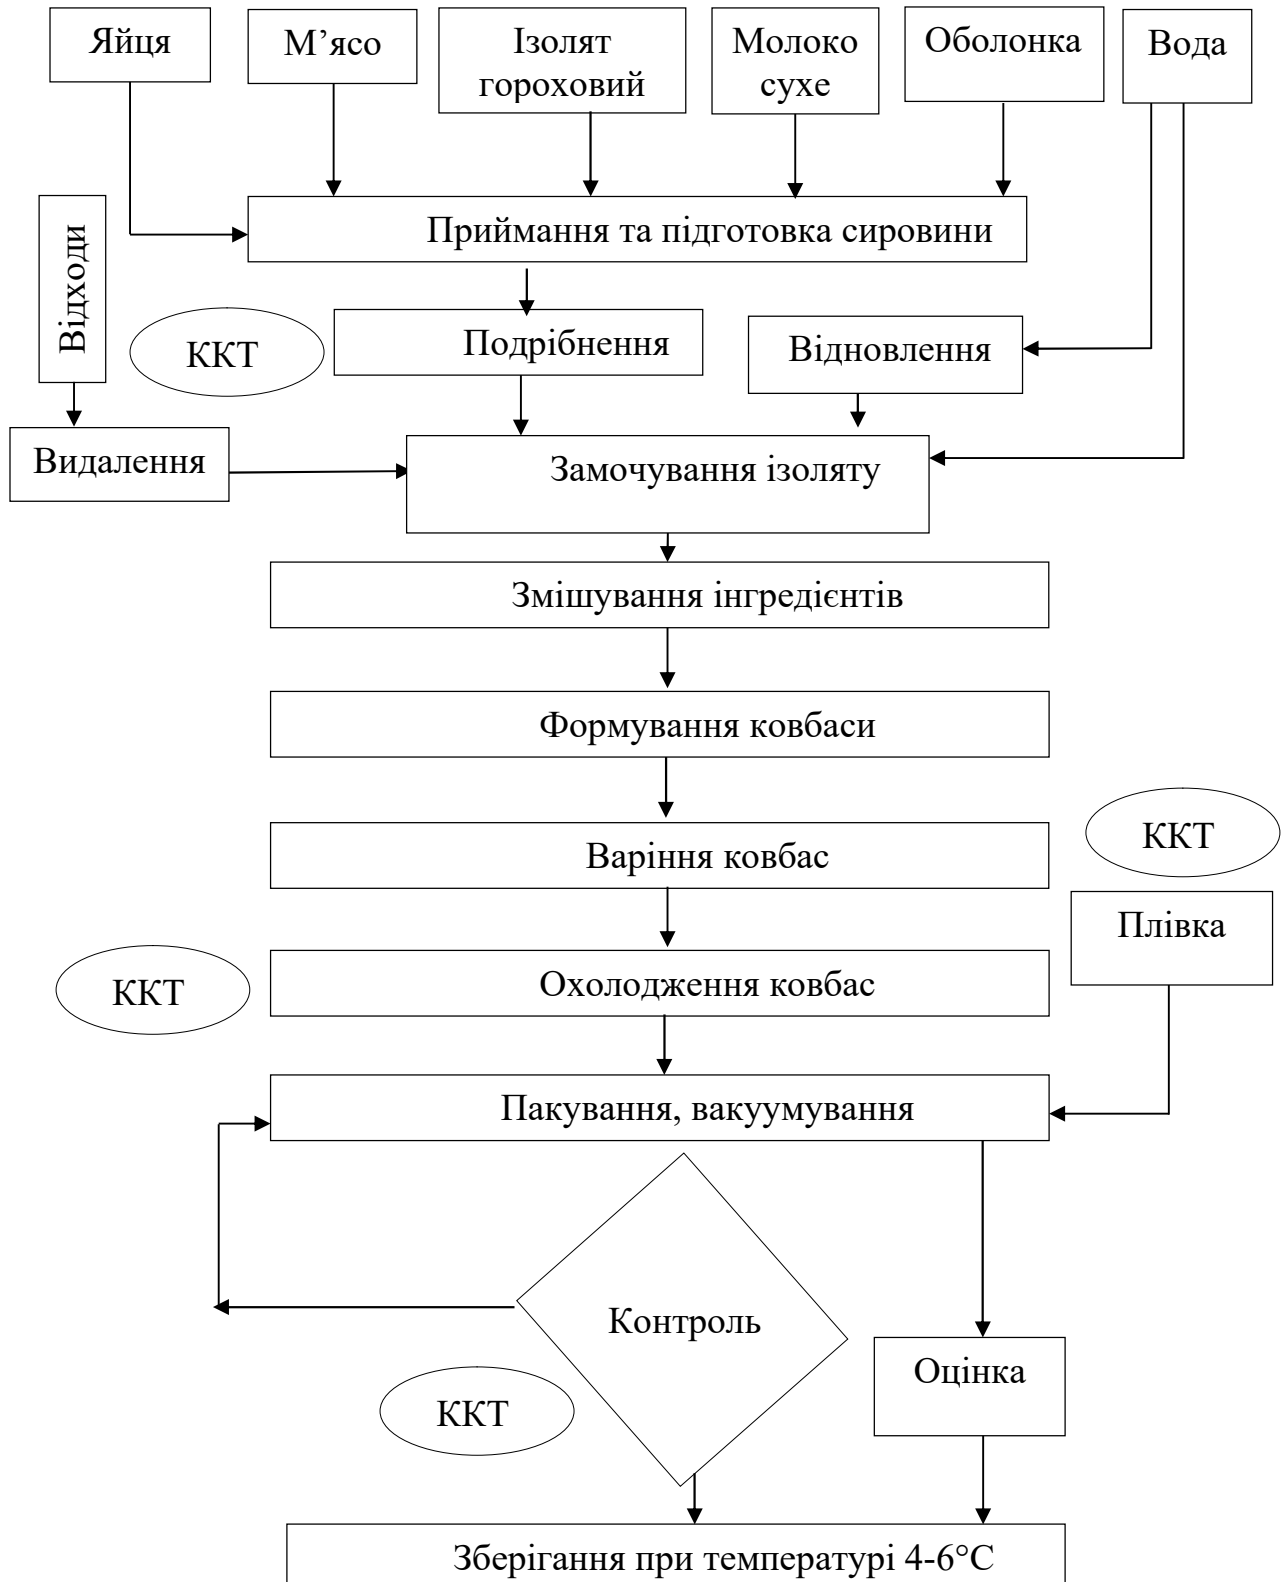 Яйця
М’ясо
Ізолят
гороховий
Молоко
сухе
Оболонка
Вода
Приймання та підготовка сировини
Відходи
ККТ
Подрібнення
Відновлення
Видалення
Замочування ізоляту
Змішування інгредієнтів
Формування ковбаси
ККТ
Варіння ковбас
Плівка
ККТ
Охолодження ковбас
Пакування, вакуумування
Контроль
Оцінка
ККТ
Зберігання при температурі 4-6°С